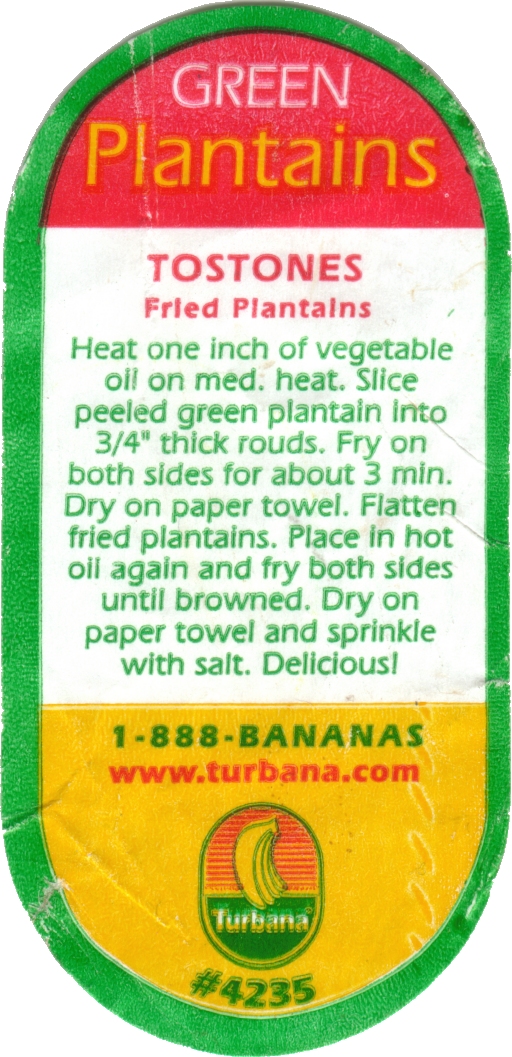 GREEN
Plantains
TOSTONES
Fried Plantains
Heat one inch of vegetable
oil on med. heat. Slice
peeled green plantain into
3/4" thick rouds. Fry on
both sides for about 3 min.
Dry on paper towel. Flatten
fried plantains. Place in hot
oil again and fry both sides
until browned. Dry on
paper towel and sprinkle
with salt. Delicious!
1-888-BANANAS
www.turbana.com
Turbana®
#4235